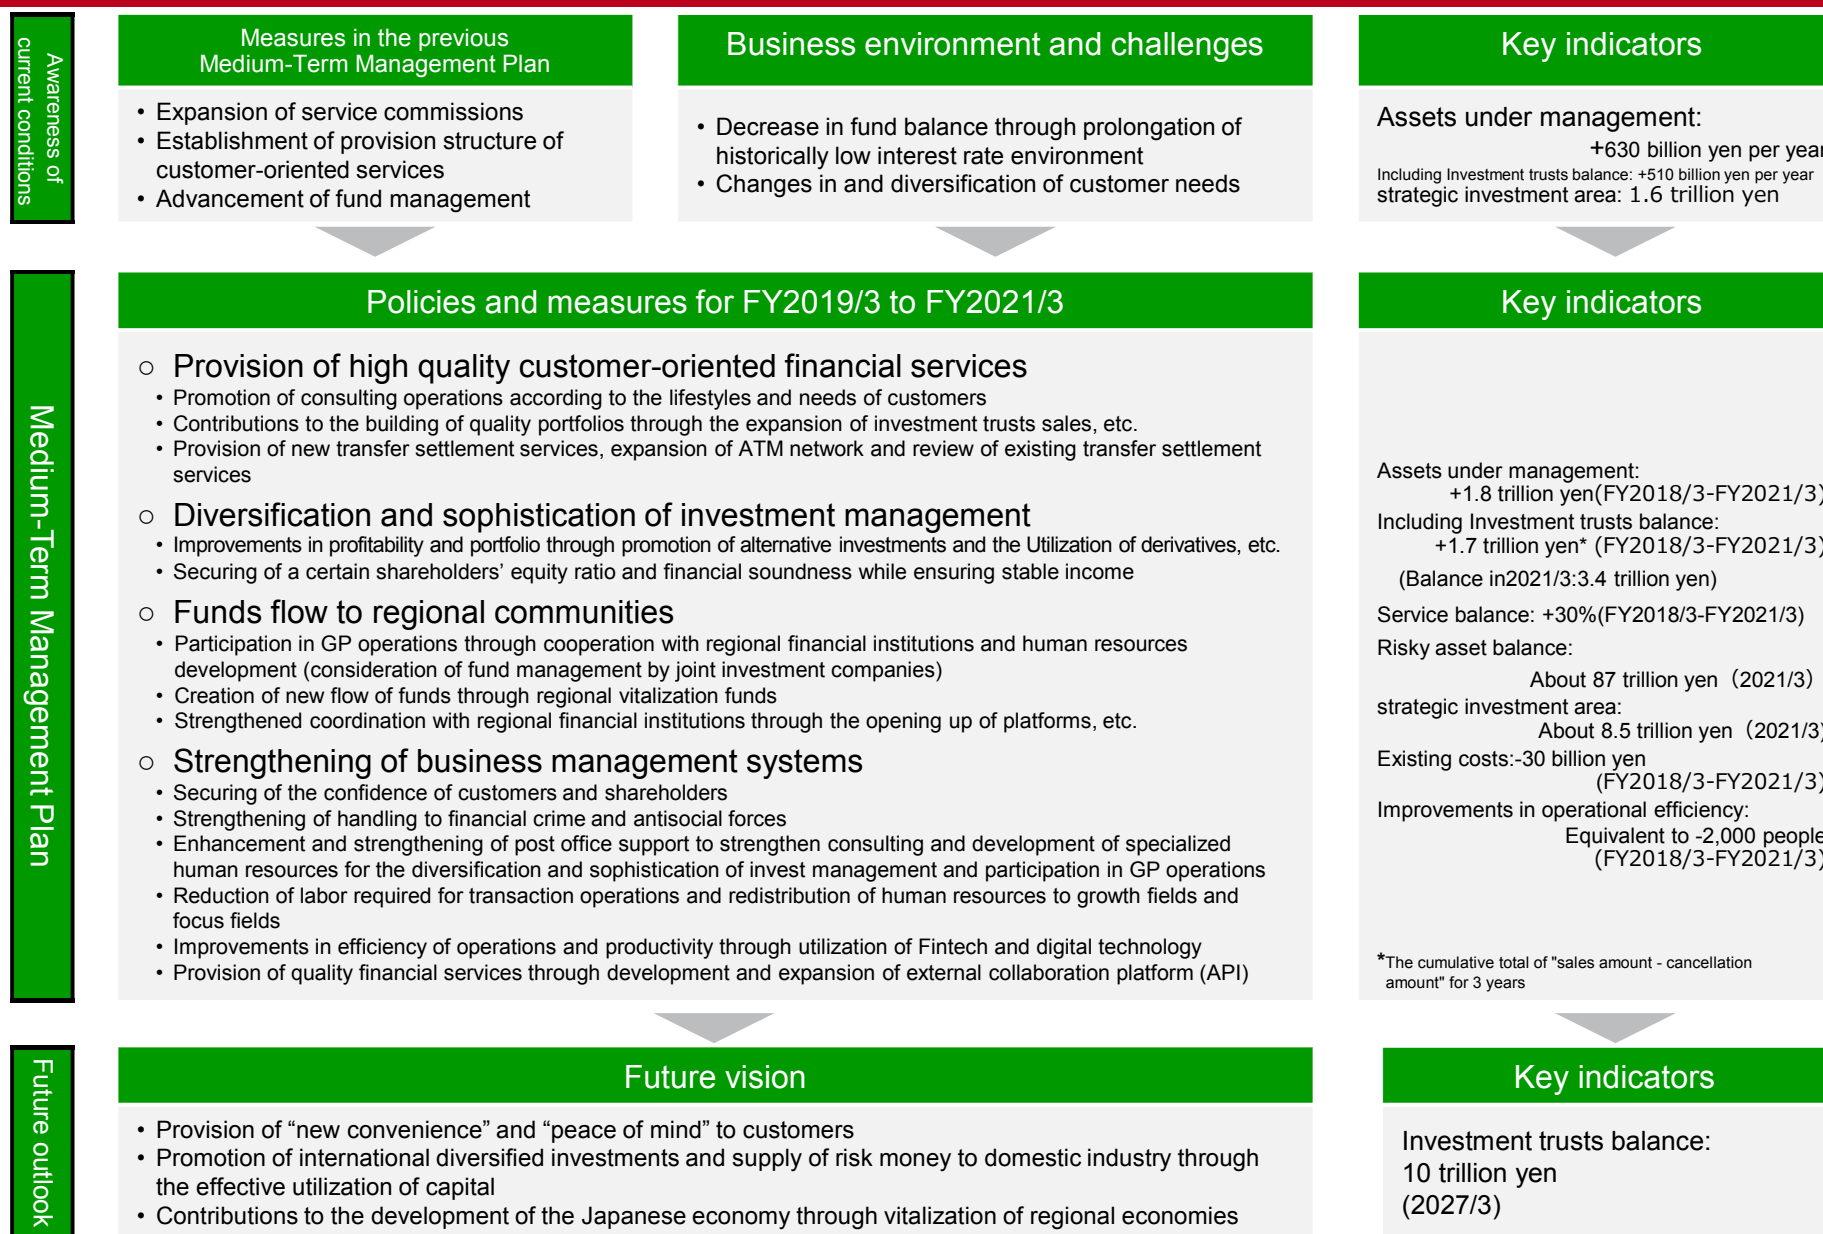 Awareness of
current conditions
Measures in the previous
Medium-Term Management Plan
• Expansion of service commissions
• Establishment of provision structure of
customer-oriented services
• Advancement of fund management
Business environment and challenges
• Decrease in fund balance through prolongation of
historically low interest rate environment
• Changes in and diversification of customer needs
Key indicators
Assets under management:
+630 billion yen per year
Including Investment trusts balance: +510 billion yen per year
strategic investment area: 1.6 trillion yen
Medium-Term Management Plan
Policies and measures for FY2019/3 to FY2021/3
○ Provision of high quality customer-oriented financial services
• Promotion of consulting operations according to the lifestyles and needs of customers
• Contributions to the building of quality portfolios through the expansion of investment trusts sales, etc.
• Provision of new transfer settlement services, expansion of ATM network and review of existing transfer settlement
services
○ Diversification and sophistication of investment management
• Improvements in profitability and portfolio through promotion of alternative investments and the Utilization of derivatives, etc.
• Securing of a certain shareholders’ equity ratio and financial soundness while ensuring stable income
○ Funds flow to regional communities
• Participation in GP operations through cooperation with regional financial institutions and human resources
development (consideration of fund management by joint investment companies)
• Creation of new flow of funds through regional vitalization funds
• Strengthened coordination with regional financial institutions through the opening up of platforms, etc.
○ Strengthening of business management systems
• Securing of the confidence of customers and shareholders
• Strengthening of handling to financial crime and antisocial forces
• Enhancement and strengthening of post office support to strengthen consulting and development of specialized
human resources for the diversification and sophistication of invest management and participation in GP operations
• Reduction of labor required for transaction operations and redistribution of human resources to growth fields and
focus fields
• Improvements in efficiency of operations and productivity through utilization of Fintech and digital technology
• Provision of quality financial services through development and expansion of external collaboration platform (API)
Key indicators
Assets under management:
+1.8 trillion yen(FY2018/3-FY2021/3)
Including Investment trusts balance:
+1.7 trillion yen* (FY2018/3-FY2021/3)
(Balance in2021/3:3.4 trillion yen)
Service balance: +30%(FY2018/3-FY2021/3)
Risky asset balance:
About 87 trillion yen（2021/3）
strategic investment area:
About 8.5 trillion yen（2021/3)
Existing costs:-30 billion yen
(FY2018/3-FY2021/3)
Improvements in operational efficiency:
Equivalent to -2,000 people
(FY2018/3-FY2021/3)
*The cumulative total of "sales amount - cancellation
amount" for 3 years
Future outlook
Future vision
• Provision of “new convenience” and “peace of mind” to customers
• Promotion of international diversified investments and supply of risk money to domestic industry through
the effective utilization of capital
• Contributions to the development of the Japanese economy through vitalization of regional economies
Key indicators
Investment trusts balance:
10 trillion yen
(2027/3)